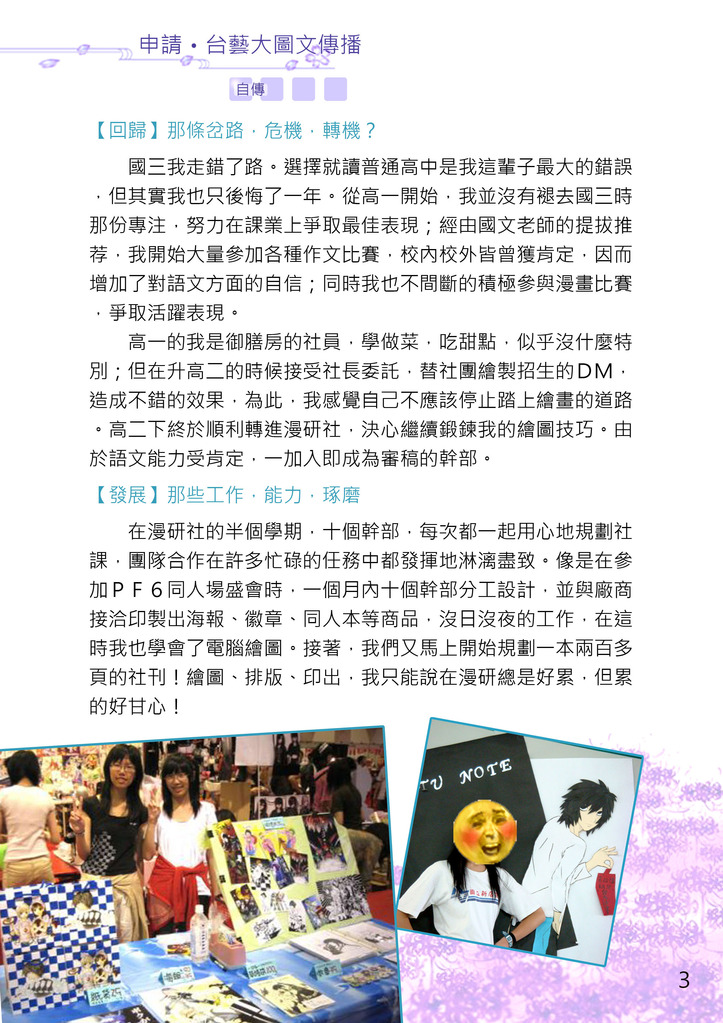 申請・台藝大圖文傳播
自傳
【回歸】那條岔路，危機，轉機？
國三我走錯了路。選擇就讀普通高中是我這輩子最大的錯誤
，但其實我也只後悔了一年。從高一開始，我並沒有褪去國三時
那份專注，努力在課業上爭取最佳表現；經由國文老師的提拔推
荐，我開始大量參加各種作文比賽，校內校外皆曾獲肯定，因而
增加了對語文方面的自信；同時我也不間斷的積極參與漫畫比賽
，爭取活躍表現。
高一的我是御膳房的社員，學做菜，吃甜點，似乎沒什麼特
別；但在升高二的時候接受社長委託，替社團繪製招生的ＤＭ，
造成不錯的效果，為此，我感覺自己不應該停止踏上繪畫的道路
。高二下終於順利轉進漫研社，決心繼續鍛鍊我的繪圖技巧。由
於語文能力受肯定，一加入即成為審稿的幹部。
【發展】那些工作，能力，琢磨
在漫研社的半個學期，十個幹部，每次都一起用心地規劃社
課，團隊合作在許多忙碌的任務中都發揮地淋漓盡致。像是在參
加ＰＦ６同人場盛會時，一個月內十個幹部分工設計，並與廠商
接洽印製出海報、徽章、同人本等商品，沒日沒夜的工作，在這
時我也學會了電腦繪圖。接著，我們又馬上開始規劃一本兩百多
頁的社刊！繪圖、排版、印出，我只能說在漫研總是好累，但累
的好甘心！
TU NOTE
3